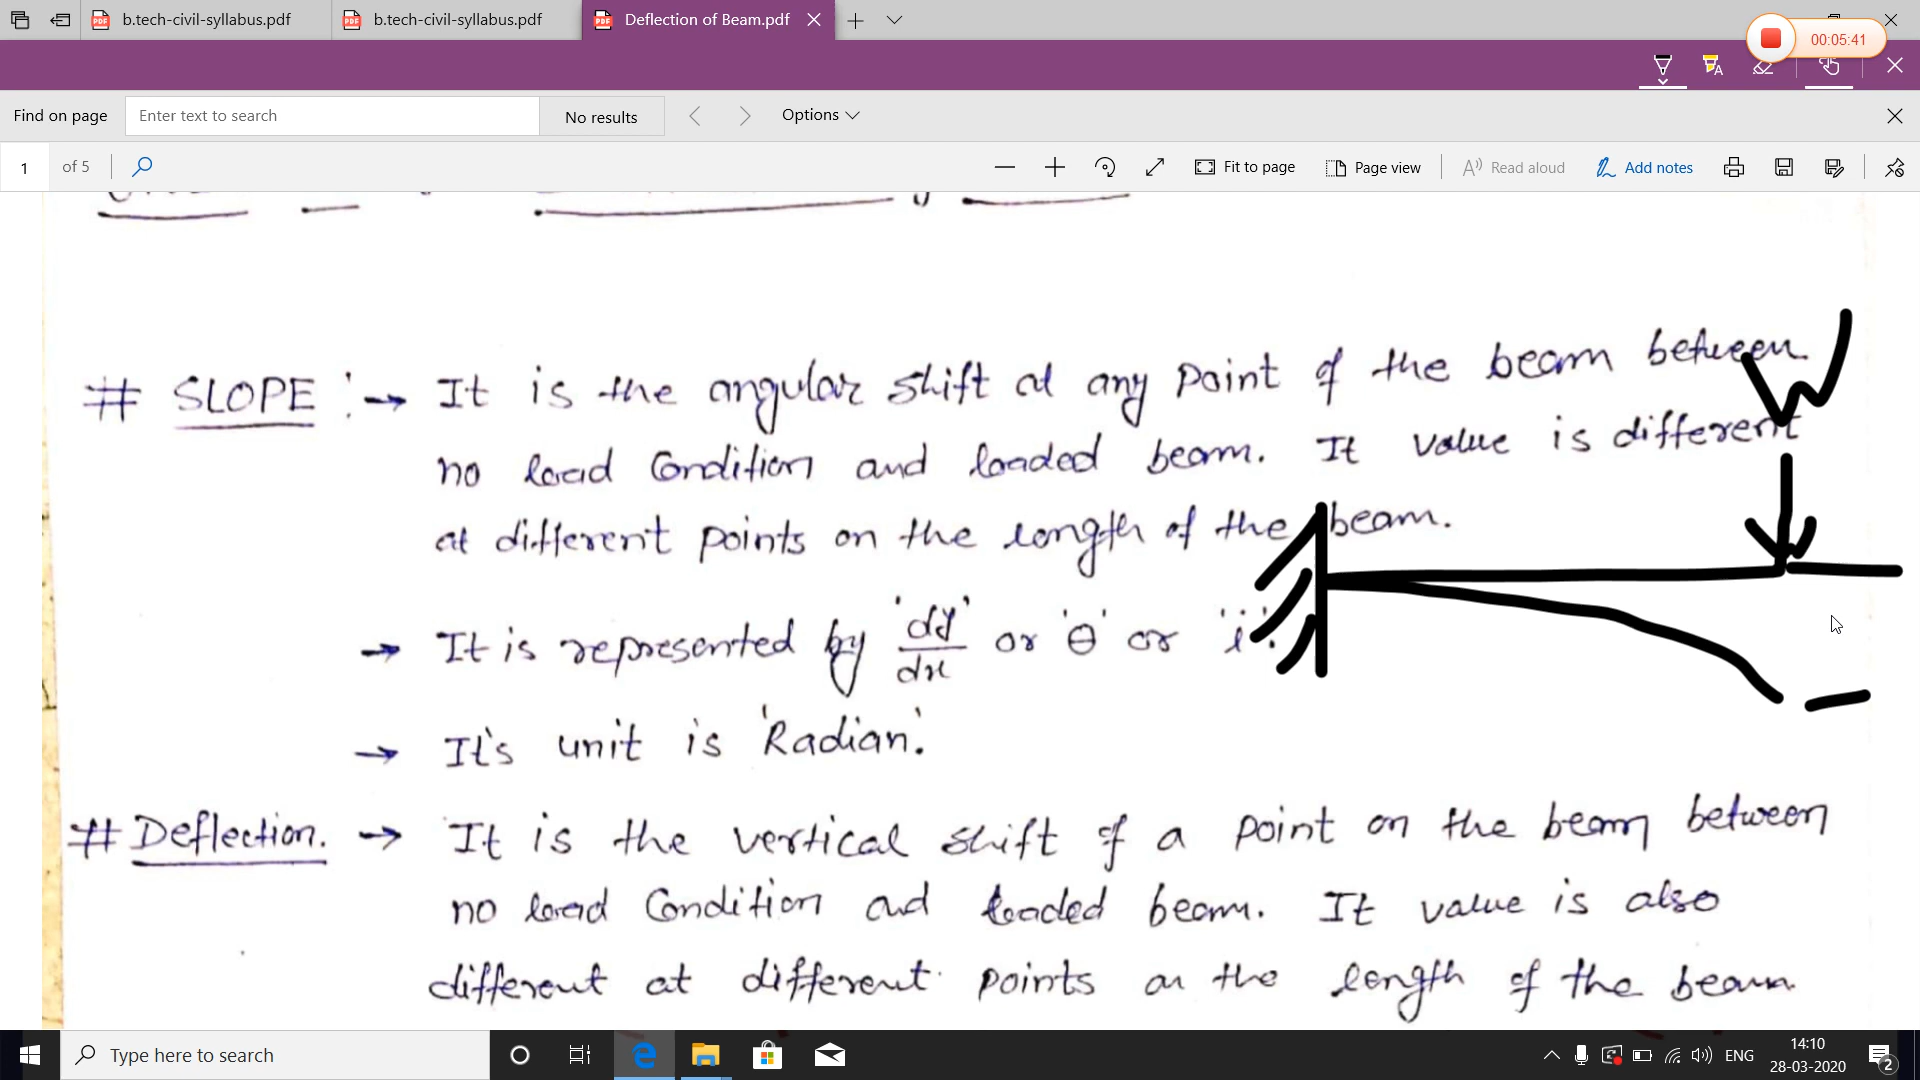 b.tech-civil-syllabus.pdf
b.tech-civil-syllabus.pdf
Deflection of Beam.pdf
00:05:41
Find on page
Enter text to search
No results
Options
1 of 5
Fit to page
Page view
Read aloud
Add notes
# SLOPE :→ It is the angular shift at any point of the beam between
no load Condition and loaded beam. It value is different
at different points on the length of the beam.
→ It is represented by 'dy/dx' or 'θ' or 'i'.
→ It's unit is 'Radian'.
W
# Deflection. → It is the vertical shift of a point on the beam between
no load Condition and loaded beam. It value is also
different at different points on the length of the beam
Type here to search
ENG
14:10
28-03-2020
2